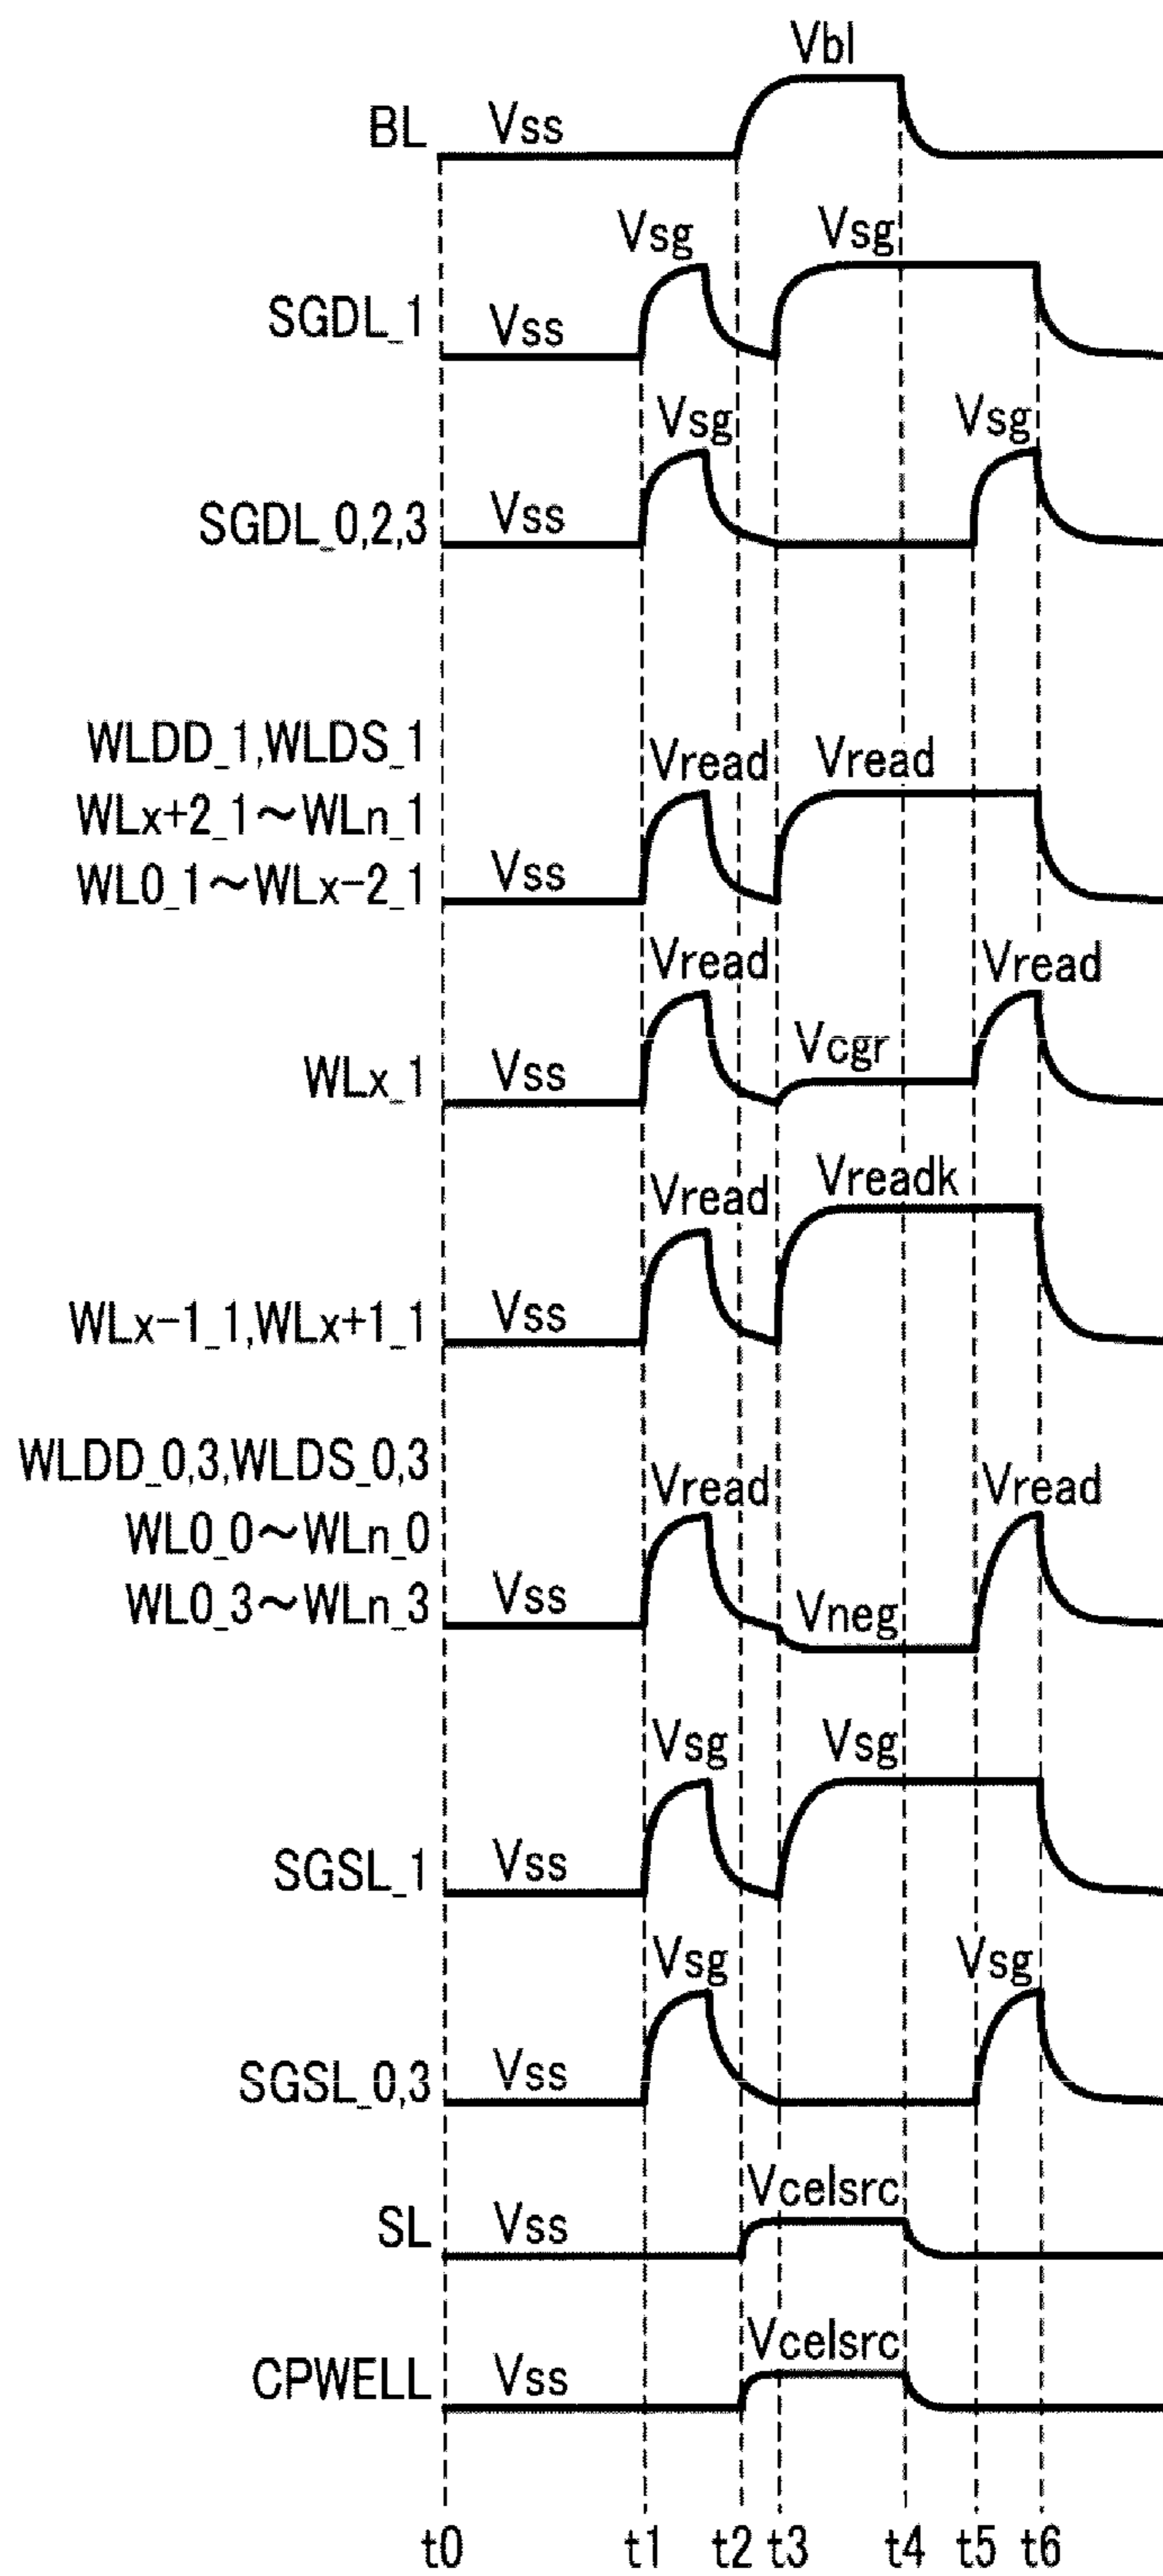 Vbl
BL Vss
Vsg Vsg
SGDL_1 Vss
Vsg Vsg
SGDL_0,2,3 Vss
WLDD_1,WLDS_1 Vread Vread
WLx+2_1～WLn_1
WL0_1～WLx-2_1 Vss
Vread Vread
WLx_1 Vss Vcgr
Vread Vreadk
WLx-1_1,WLx+1_1 Vss
WLDD_0,3,WLDS_0,3 Vread Vread
WL0_0～WLn_0
WL0_3～WLn_3 Vss Vneg
Vsg Vsg
SGSL_1 Vss
Vsg Vsg
SGSL_0,3 Vss
Vcelsrc
SL Vss
Vcelsrc
CPWELL Vss
t0 t1 t2 t3 t4 t5 t6